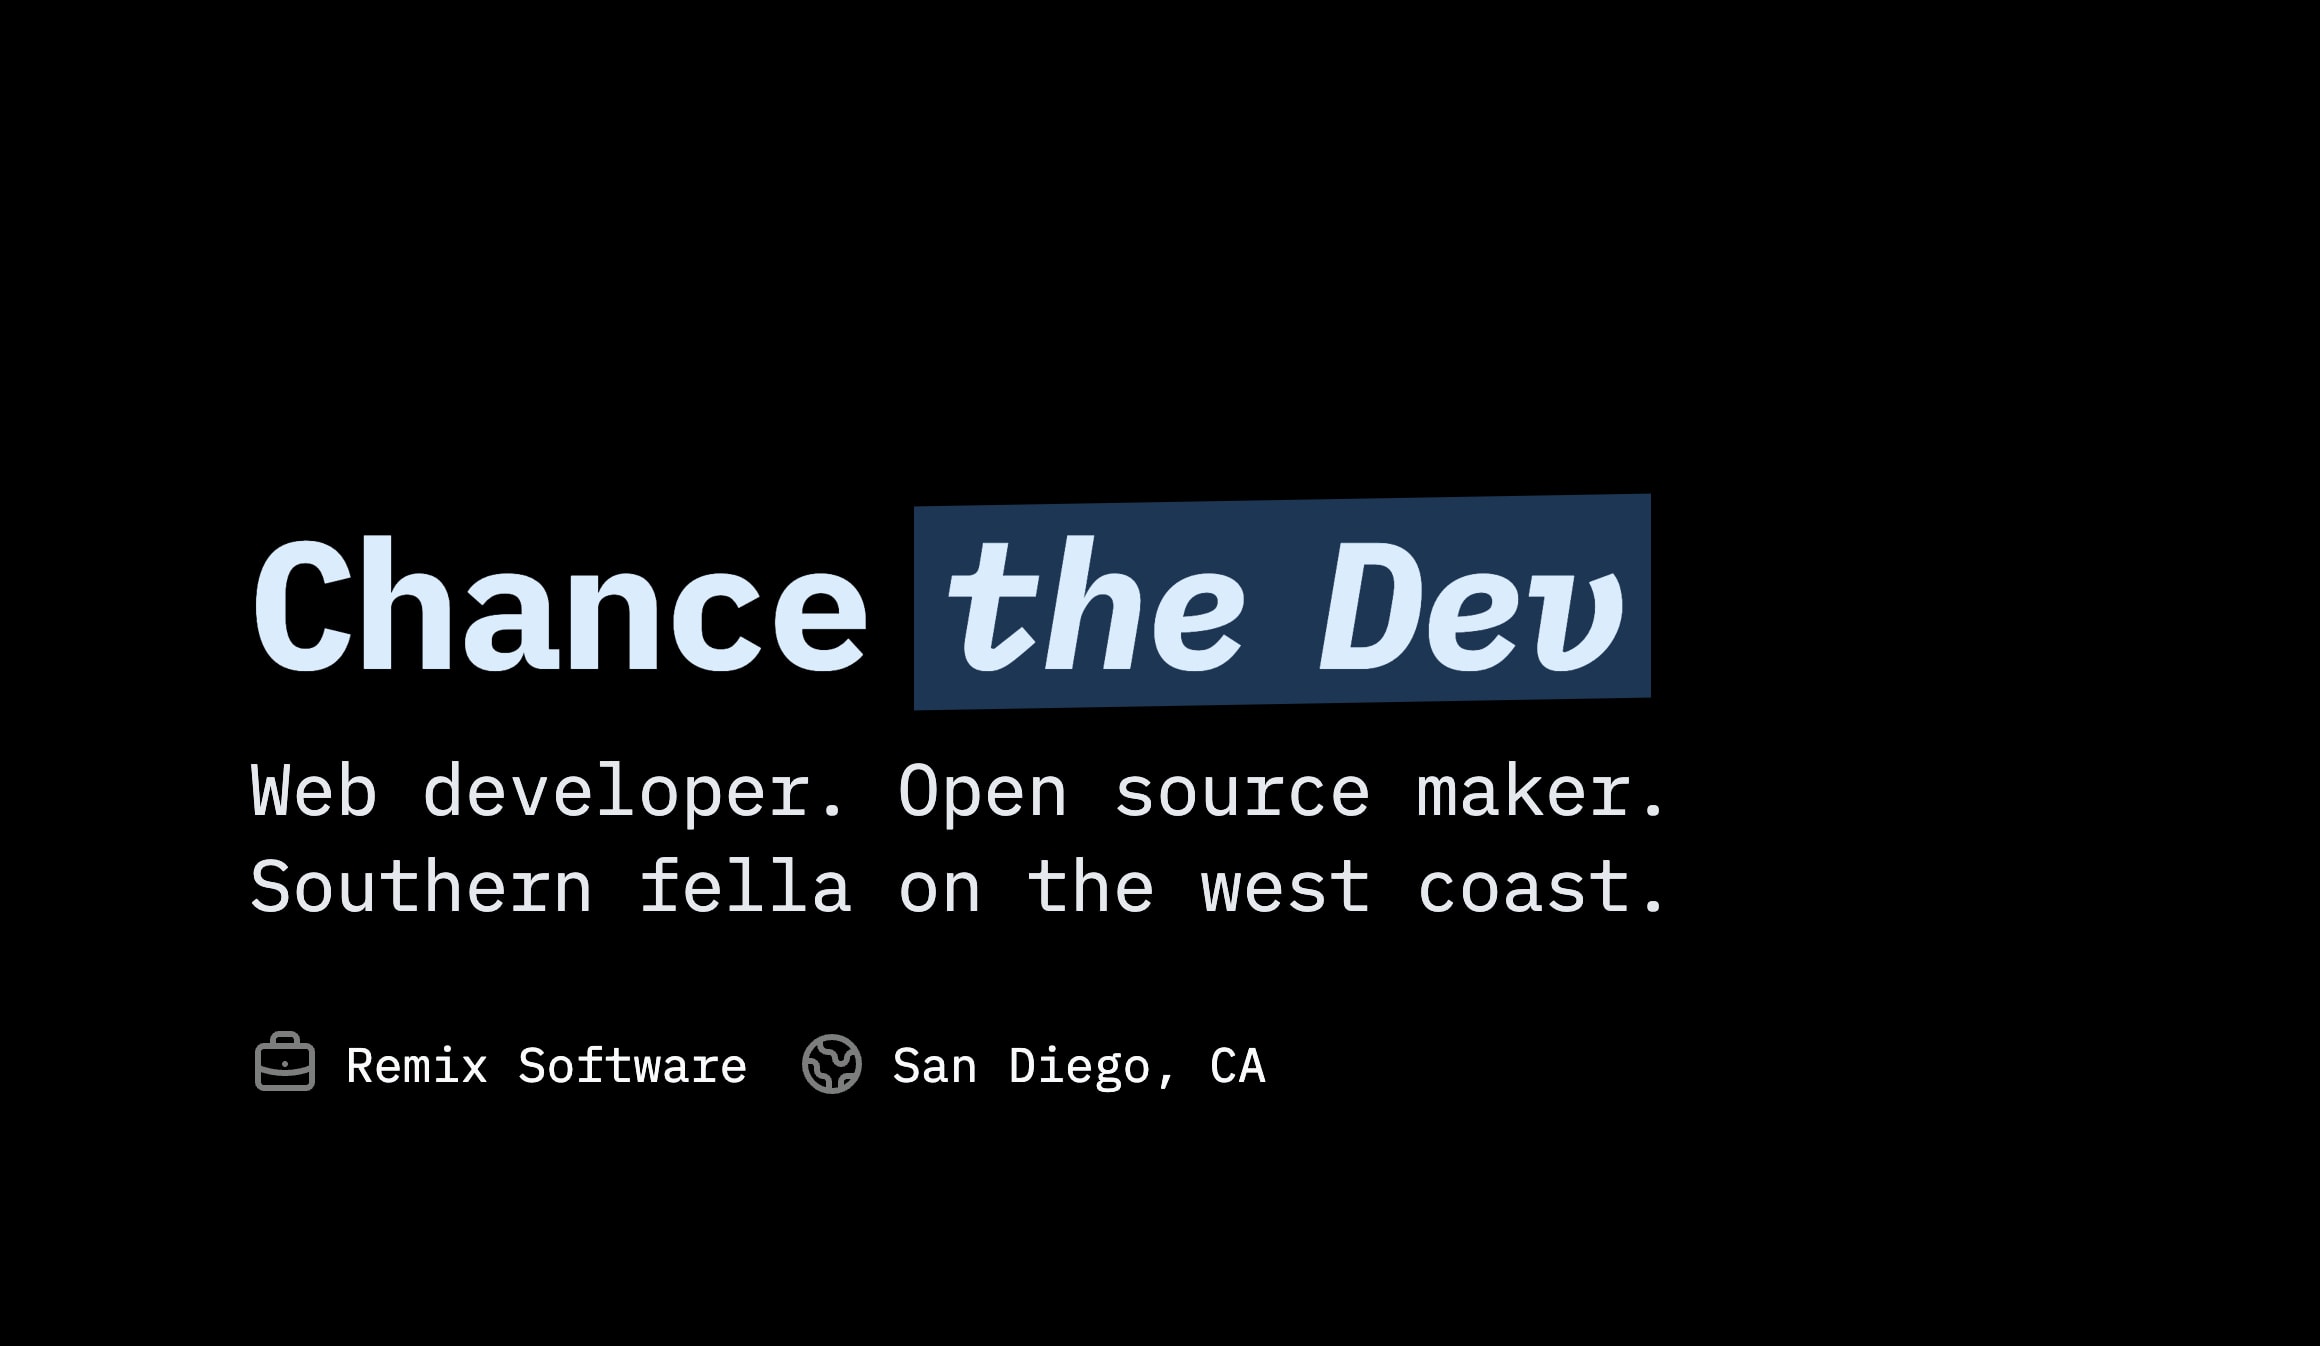 Chance the Dev
Web developer. Open source maker.
Southern fella on the west coast.
Remix Software San Diego, CA